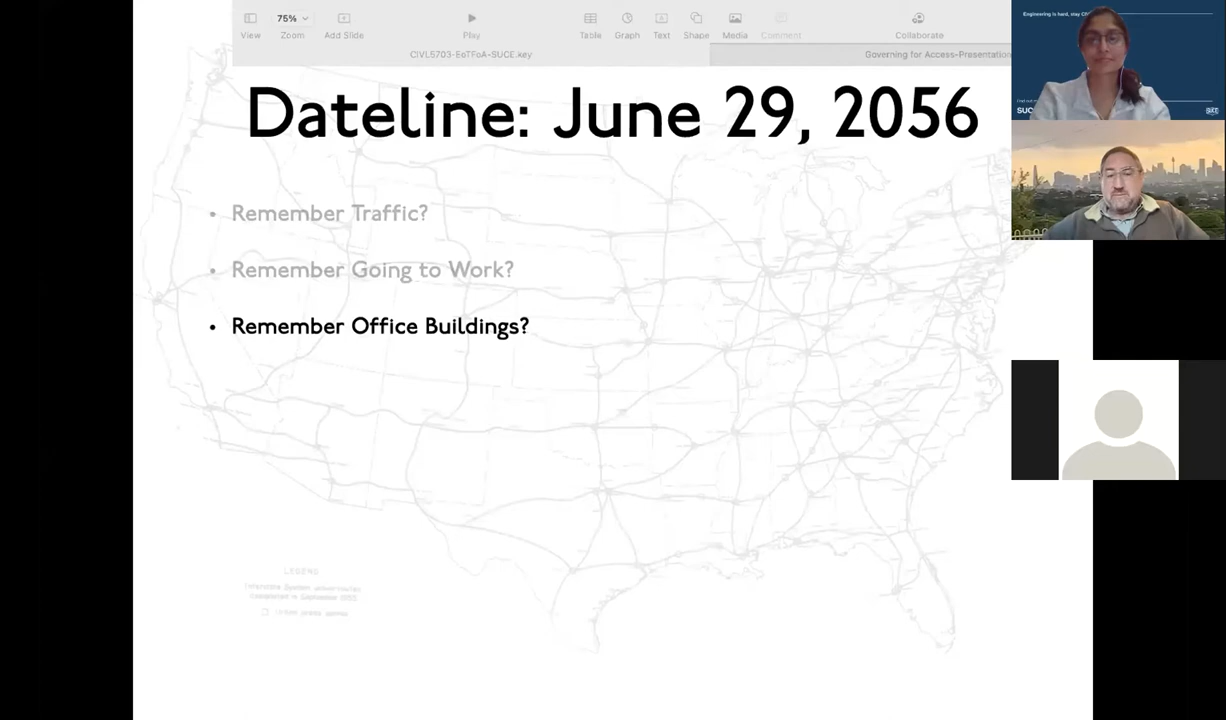 75%
View Zoom Add Slide Play Table Graph Text Shape Media Comment Collaborate
CIVL5703-EoTFoA-SUCE.key Governing for Access-Presentation
Engineering is hard, stay
SUC
Dateline: June 29, 2056
• Remember Traffic?
• Remember Going to Work?
• Remember Office Buildings?
LEGEND